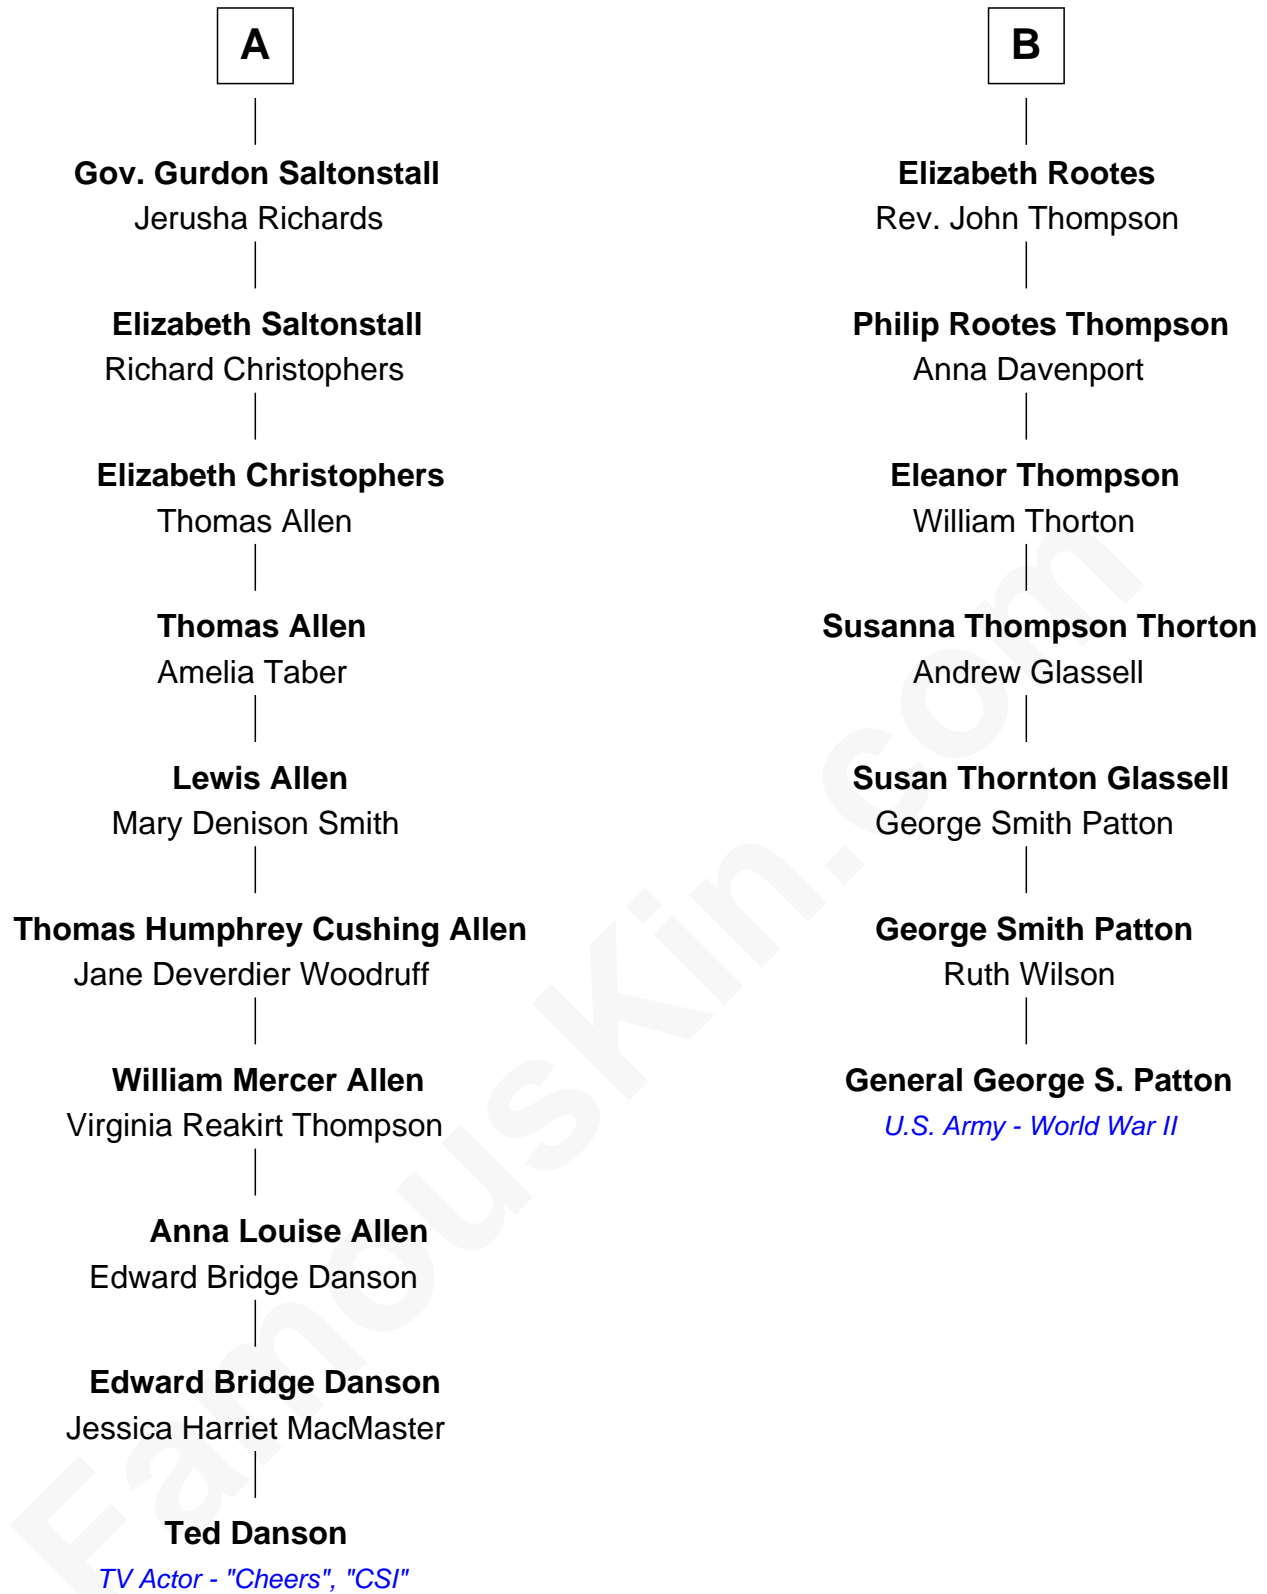 A
Gov. Gurdon Saltonstall
Jerusha Richards
Elizabeth Saltonstall
Richard Christophers
Elizabeth Christophers
Thomas Allen
Thomas Allen
Amelia Taber
Lewis Allen
Mary Denison Smith
Thomas Humphrey Cushing Allen
Jane Deverdier Woodruff
William Mercer Allen
Virginia Reakirt Thompson
Anna Louise Allen
Edward Bridge Danson
Edward Bridge Danson
Jessica Harriet MacMaster
Ted Danson
TV Actor - "Cheers", "CSI"
B
Elizabeth Rootes
Rev. John Thompson
Philip Rootes Thompson
Anna Davenport
Eleanor Thompson
William Thorton
Susanna Thompson Thorton
Andrew Glassell
Susan Thornton Glassell
George Smith Patton
George Smith Patton
Ruth Wilson
General George S. Patton
U.S. Army - World War II
FamousKin.com